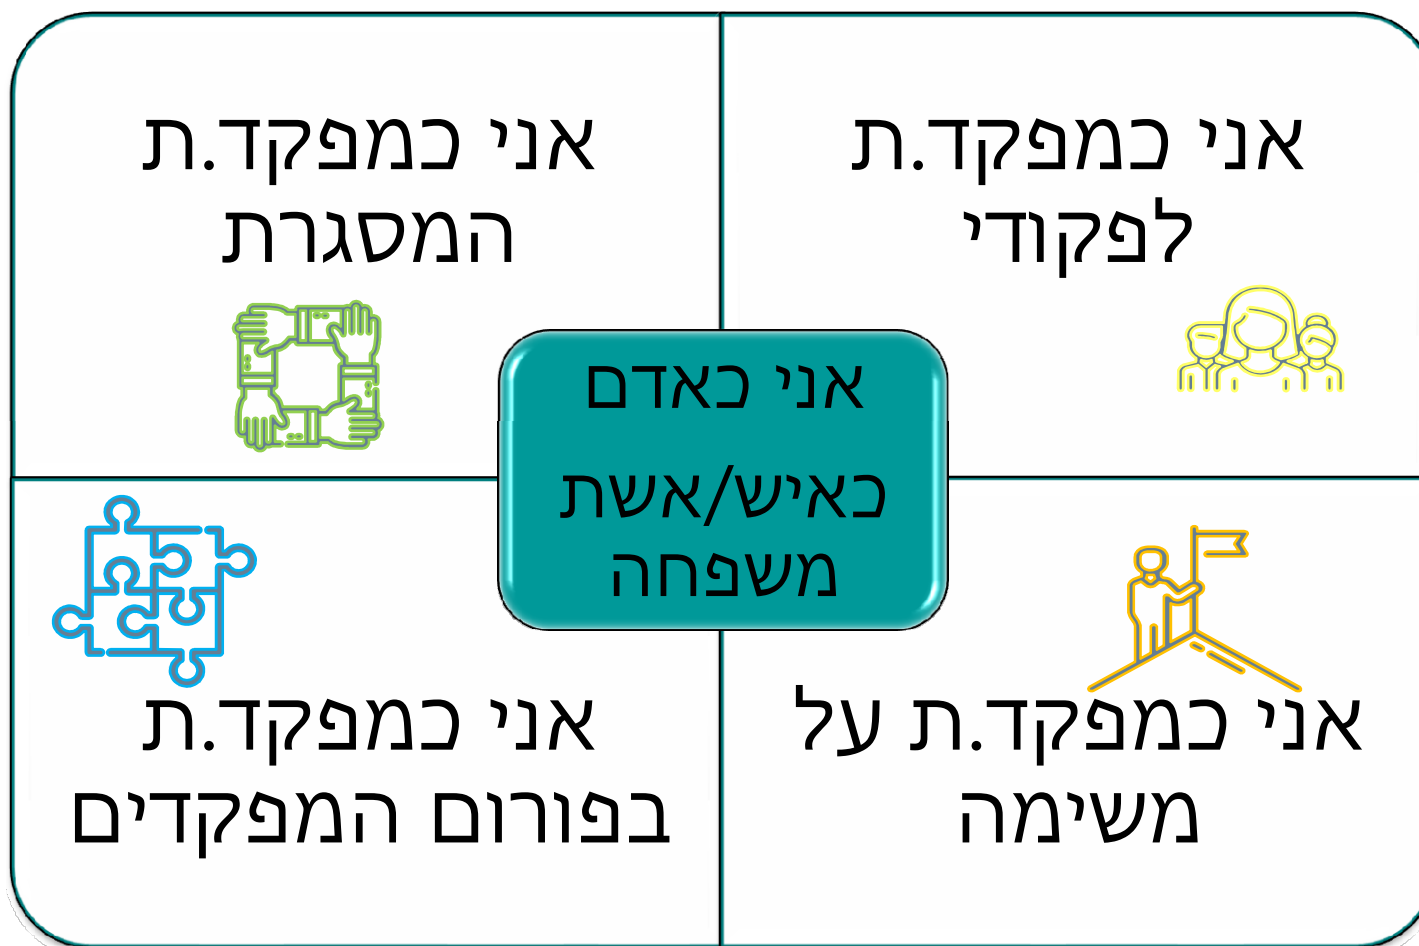 אני כמפקד.ת
לפקודי
אני כמפקד.ת
המסגרת
אני כאדם
כאיש/אשת
משפחה
אני כמפקד.ת על
משימה
אני כמפקד.ת
בפורום המפקדים